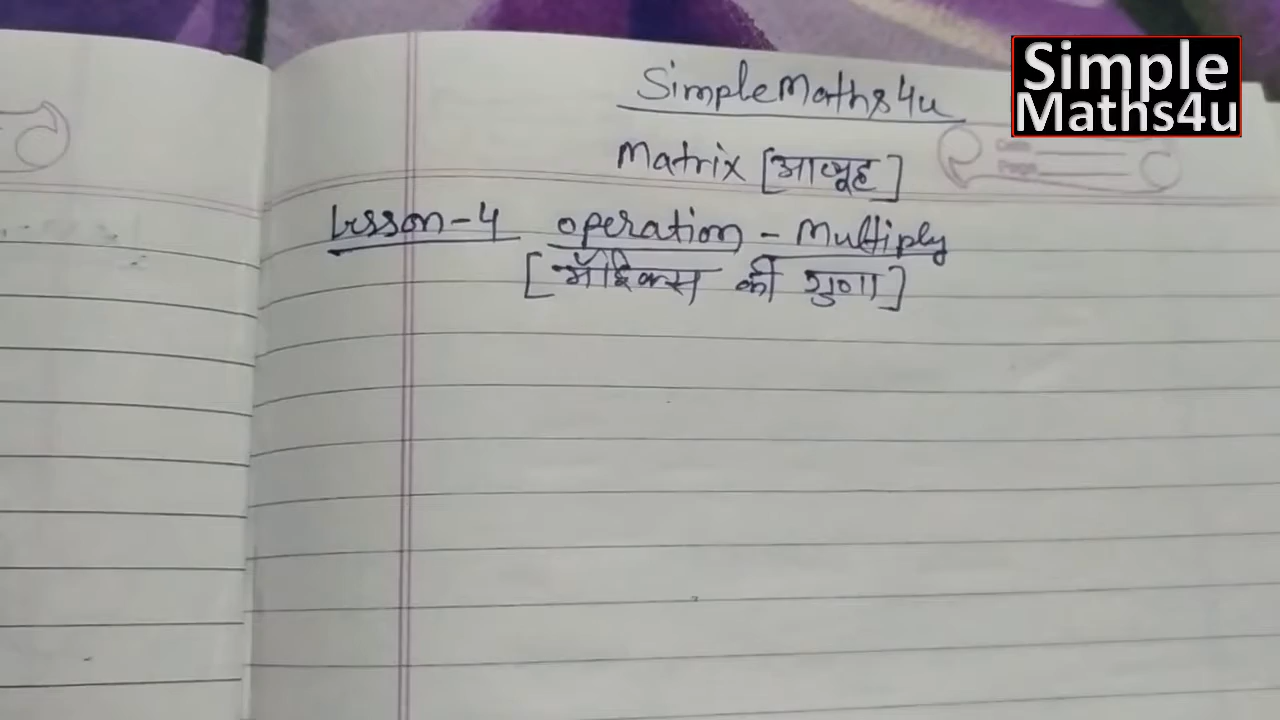 Simple
Maths4u
SimpleMaths4u
Matrix [आव्यूह]
Lesson-4 operation - Multiply
[मॅट्रिक्स की गुणा]